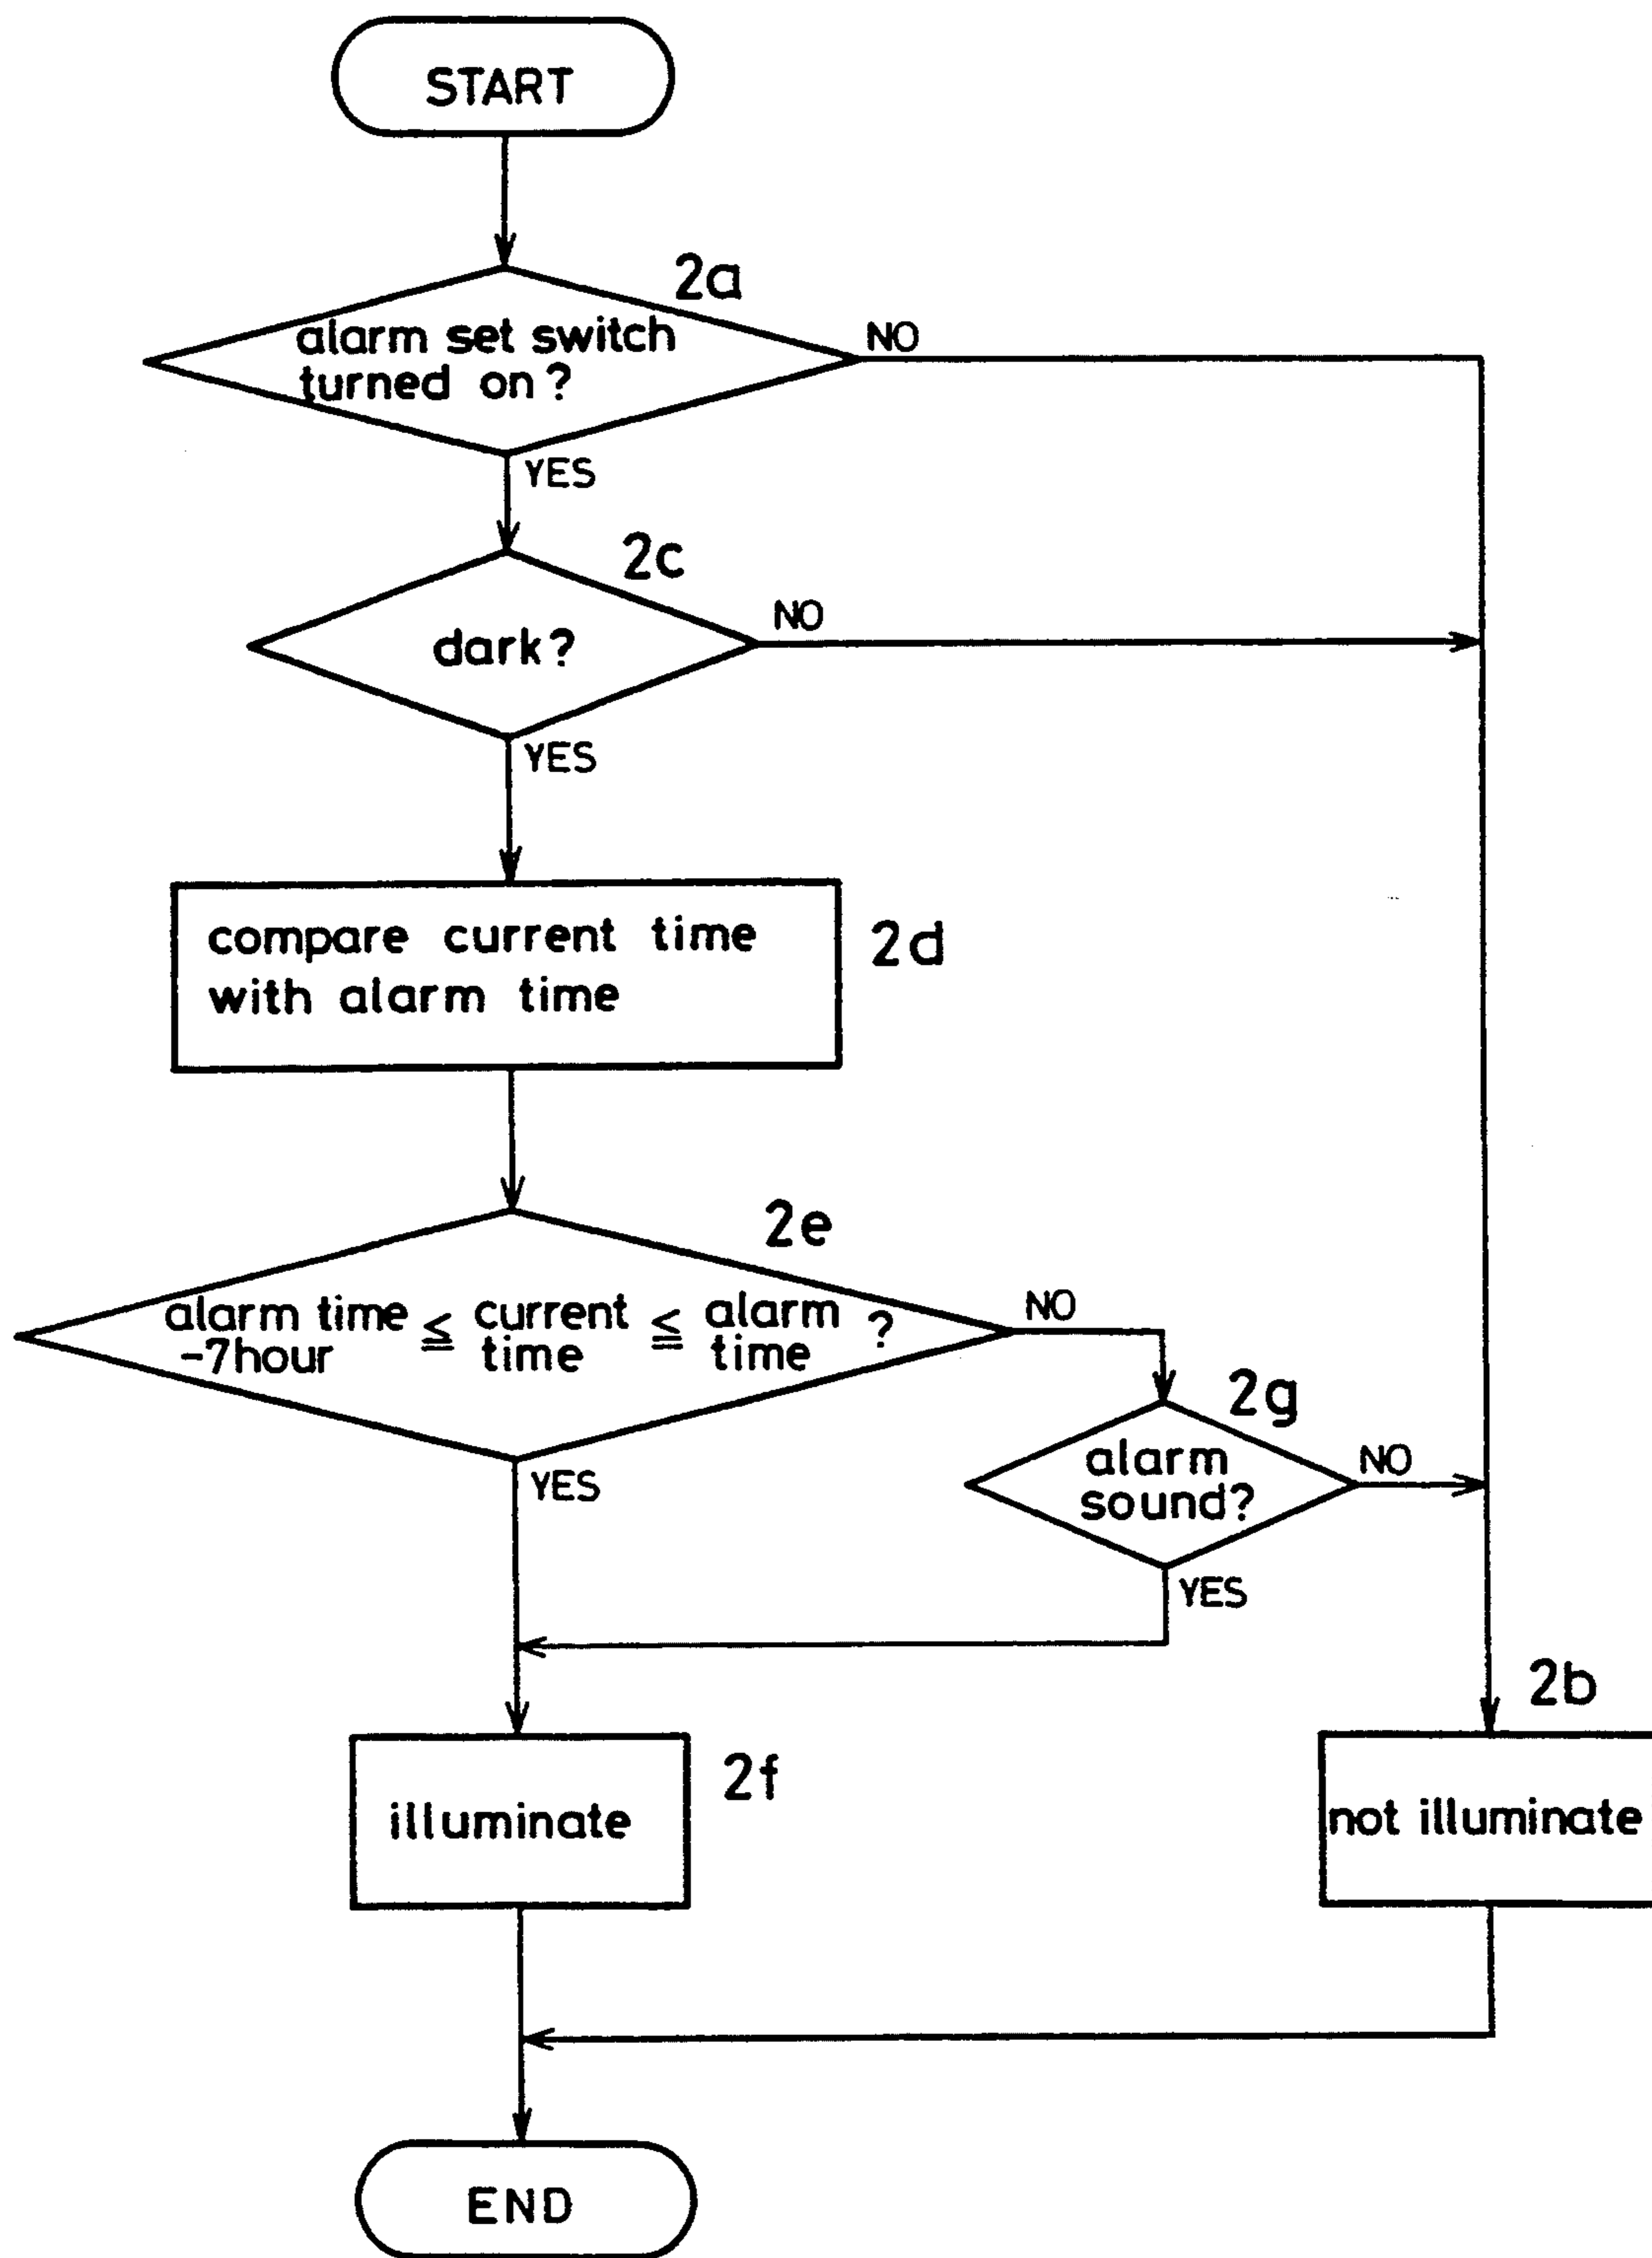 START
2a
alarm set switch
turned on?
NO
YES
2c
dark?
NO
YES
compare current time
with alarm time
2d
2e
alarm time ≦ current ≦ alarm ?
-7hour time time
NO
YES
2g
alarm
sound?
NO
YES
2f
illuminate
2b
not illuminate
END